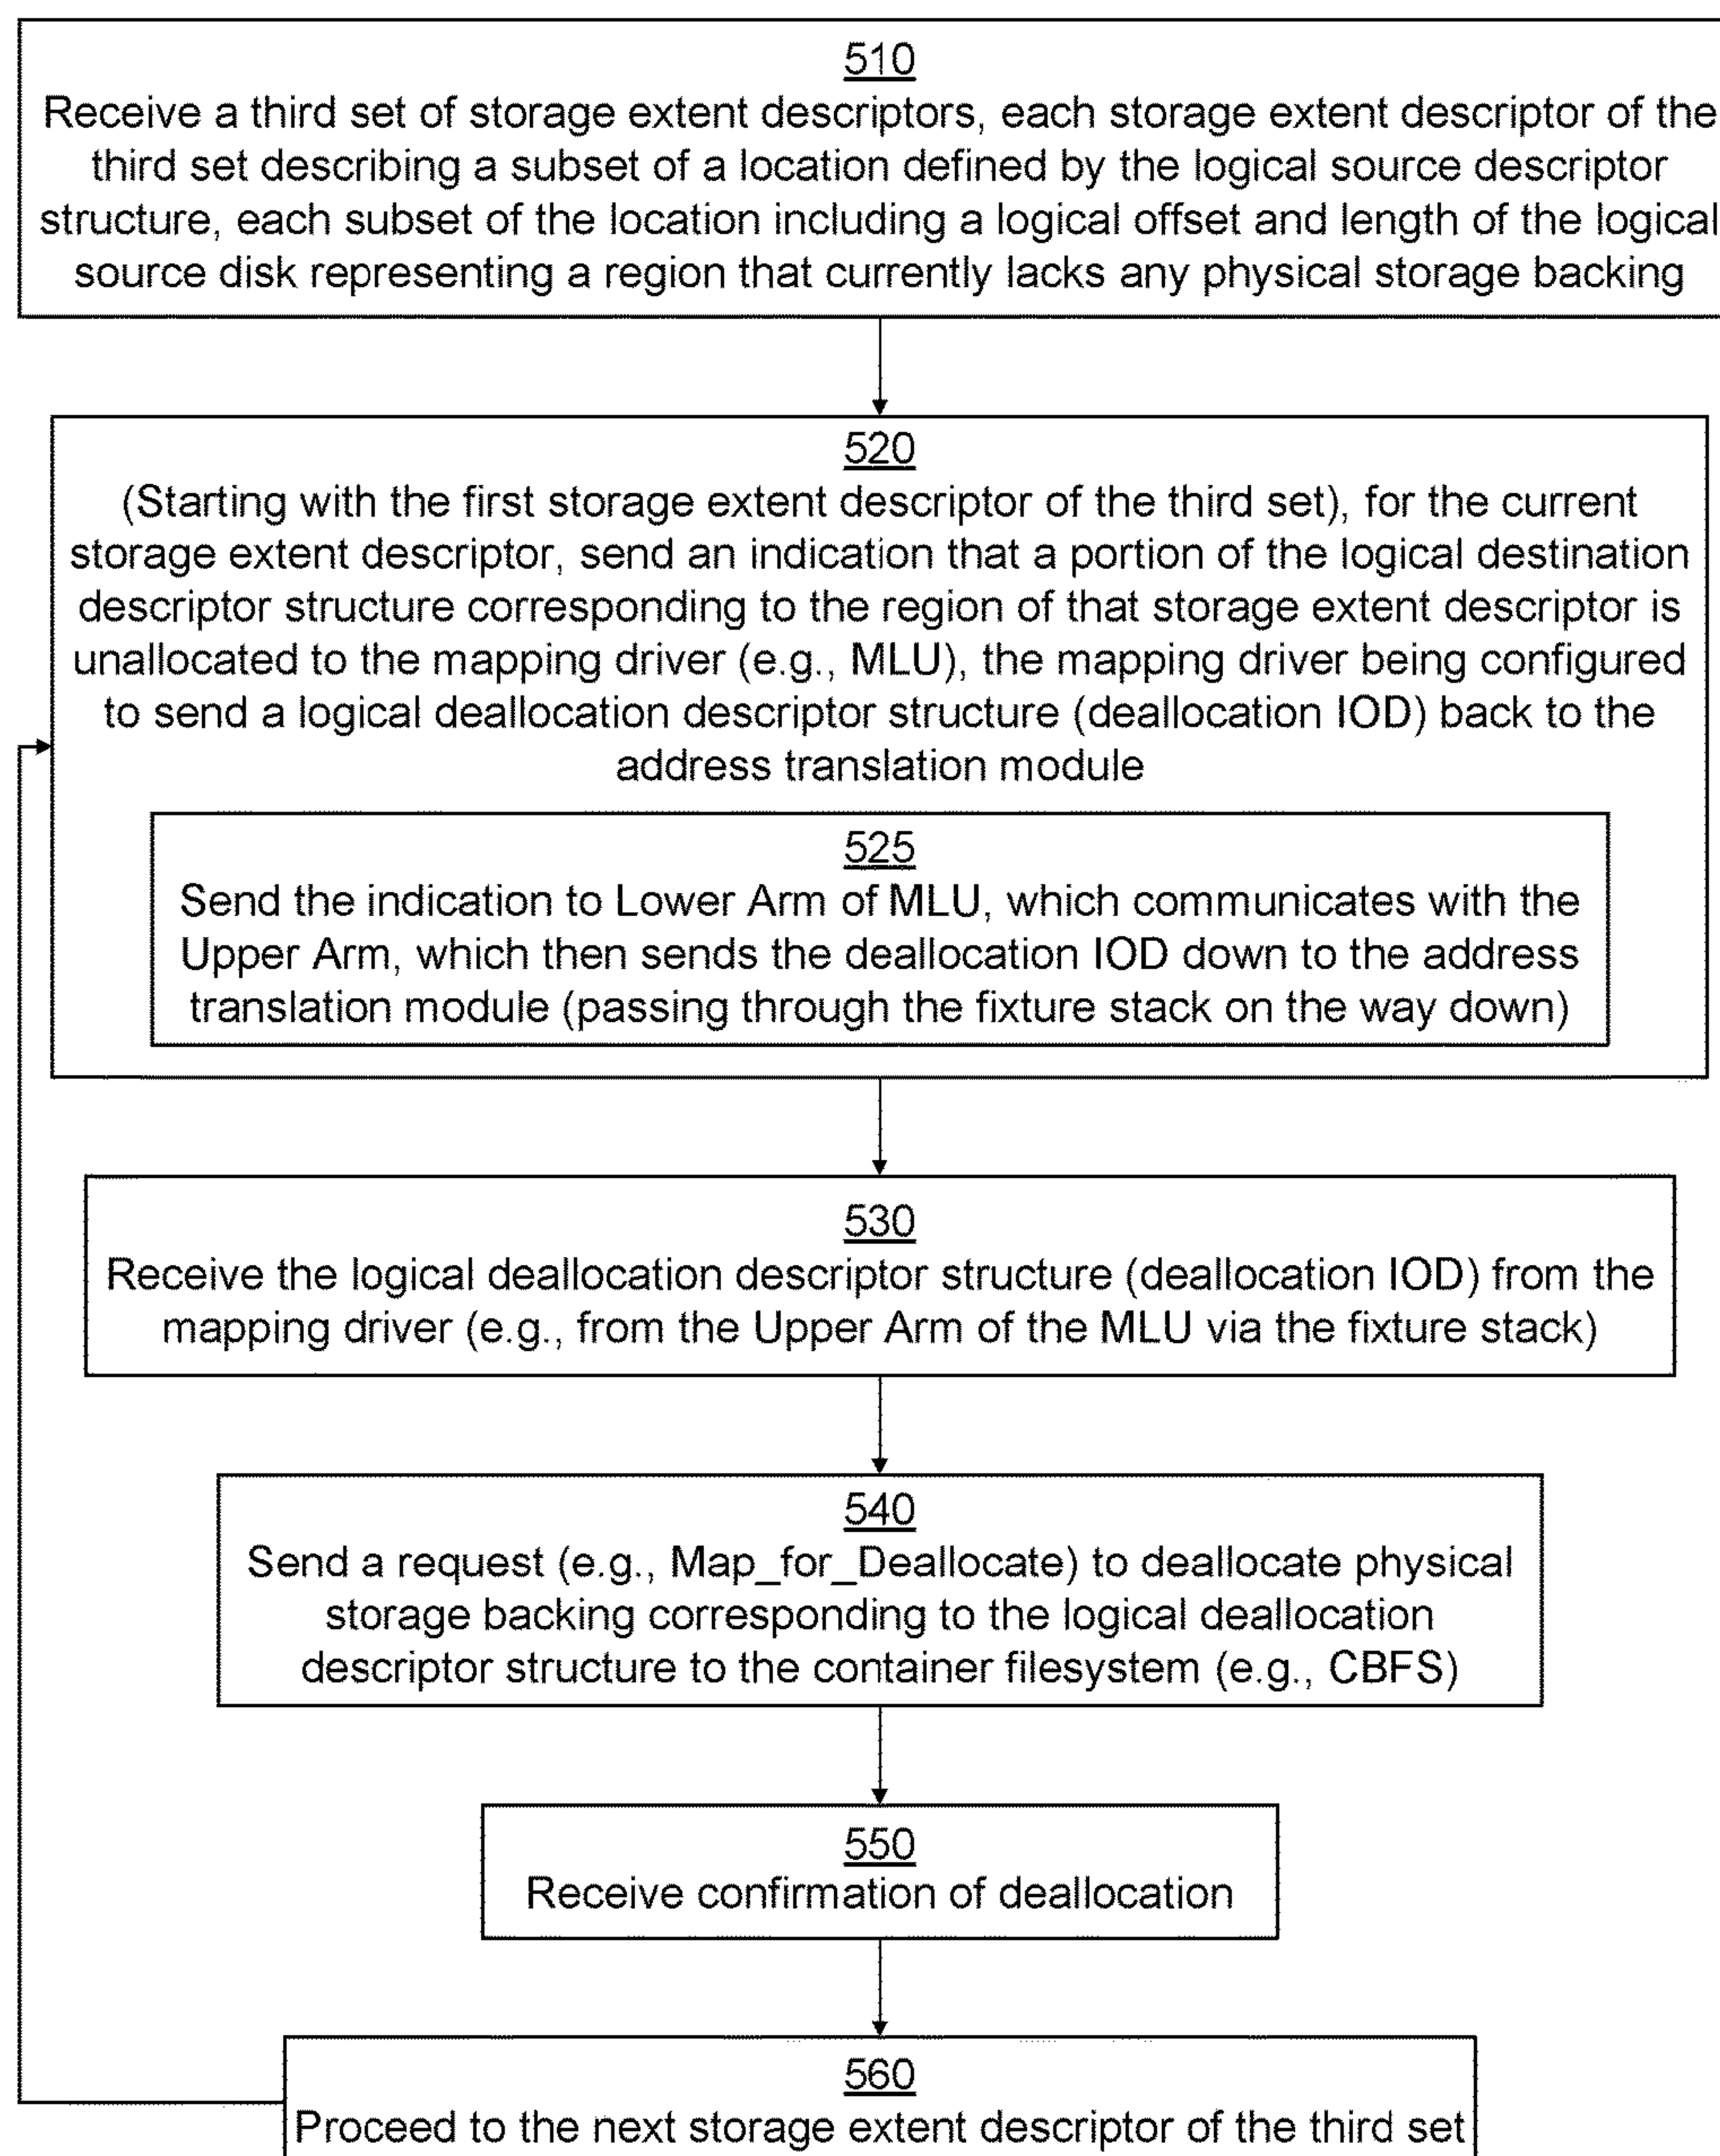 510
Receive a third set of storage extent descriptors, each storage extent descriptor of the
third set describing a subset of a location defined by the logical source descriptor
structure, each subset of the location including a logical offset and length of the logical
source disk representing a region that currently lacks any physical storage backing
520
(Starting with the first storage extent descriptor of the third set), for the current
storage extent descriptor, send an indication that a portion of the logical destination
descriptor structure corresponding to the region of that storage extent descriptor is
unallocated to the mapping driver (e.g., MLU), the mapping driver being configured
to send a logical deallocation descriptor structure (deallocation IOD) back to the
address translation module
525
Send the indication to Lower Arm of MLU, which communicates with the
Upper Arm, which then sends the deallocation IOD down to the address
translation module (passing through the fixture stack on the way down)
530
Receive the logical deallocation descriptor structure (deallocation IOD) from the
mapping driver (e.g., from the Upper Arm of the MLU via the fixture stack)
540
Send a request (e.g., Map_for_Deallocate) to deallocate physical
storage backing corresponding to the logical deallocation
descriptor structure to the container filesystem (e.g., CBFS)
550
Receive confirmation of deallocation
560
Proceed to the next storage extent descriptor of the third set